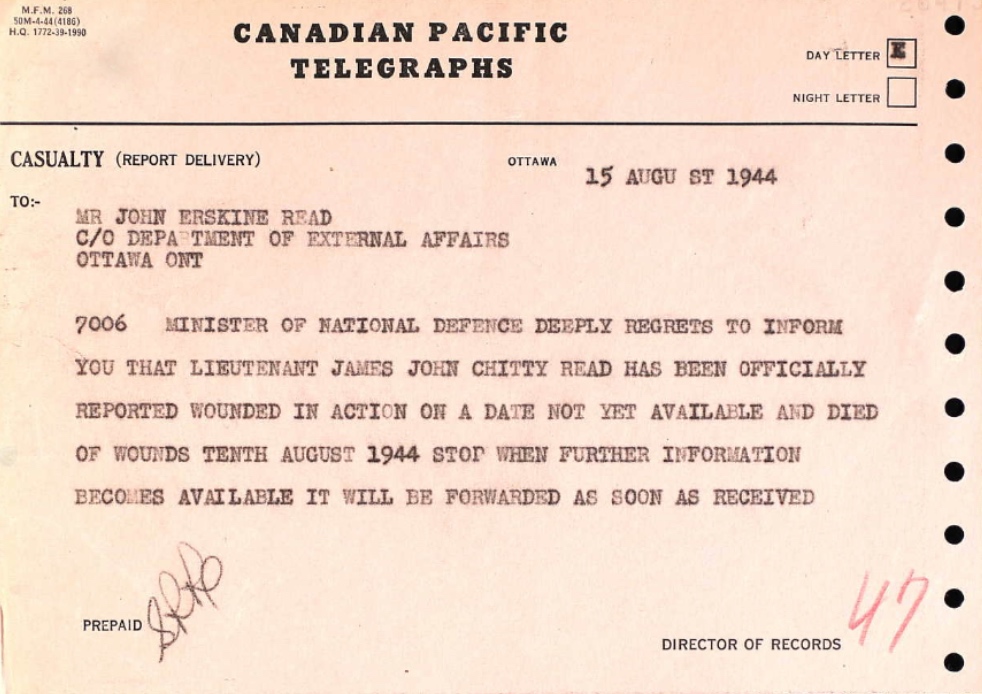 M.F.M. 268
50M-4-44(4186)
H.Q. 1772-39-1990
CANADIAN PACIFIC
TELEGRAPHS
DAY LETTER X
NIGHT LETTER
CASUALTY (REPORT DELIVERY)
OTTAWA 15 AUGU ST 1944
TO:-
MR JOHN ERSKINE READ
C/O DEPA TMENT OF EXTERNAL AFFAIRS
OTTAWA ONT
7006 MINISTER OF NATIONAL DEFENCE DEEPLY REGRETS TO INFORM
YOU THAT LIEUTENANT JAMES JOHN CHITTY READ HAS BEEN OFFICIALLY
REPORTED WOUNDED IN ACTION ON A DATE NOT YET AVAILABLE AND DIED
OF WOUNDS TENTH AUGUST 1944 STOP WHEN FURTHER INFORMATION
BECOMES AVAILABLE IT WILL BE FORWARDED AS SOON AS RECEIVED
PREPAID
DIRECTOR OF RECORDS
47